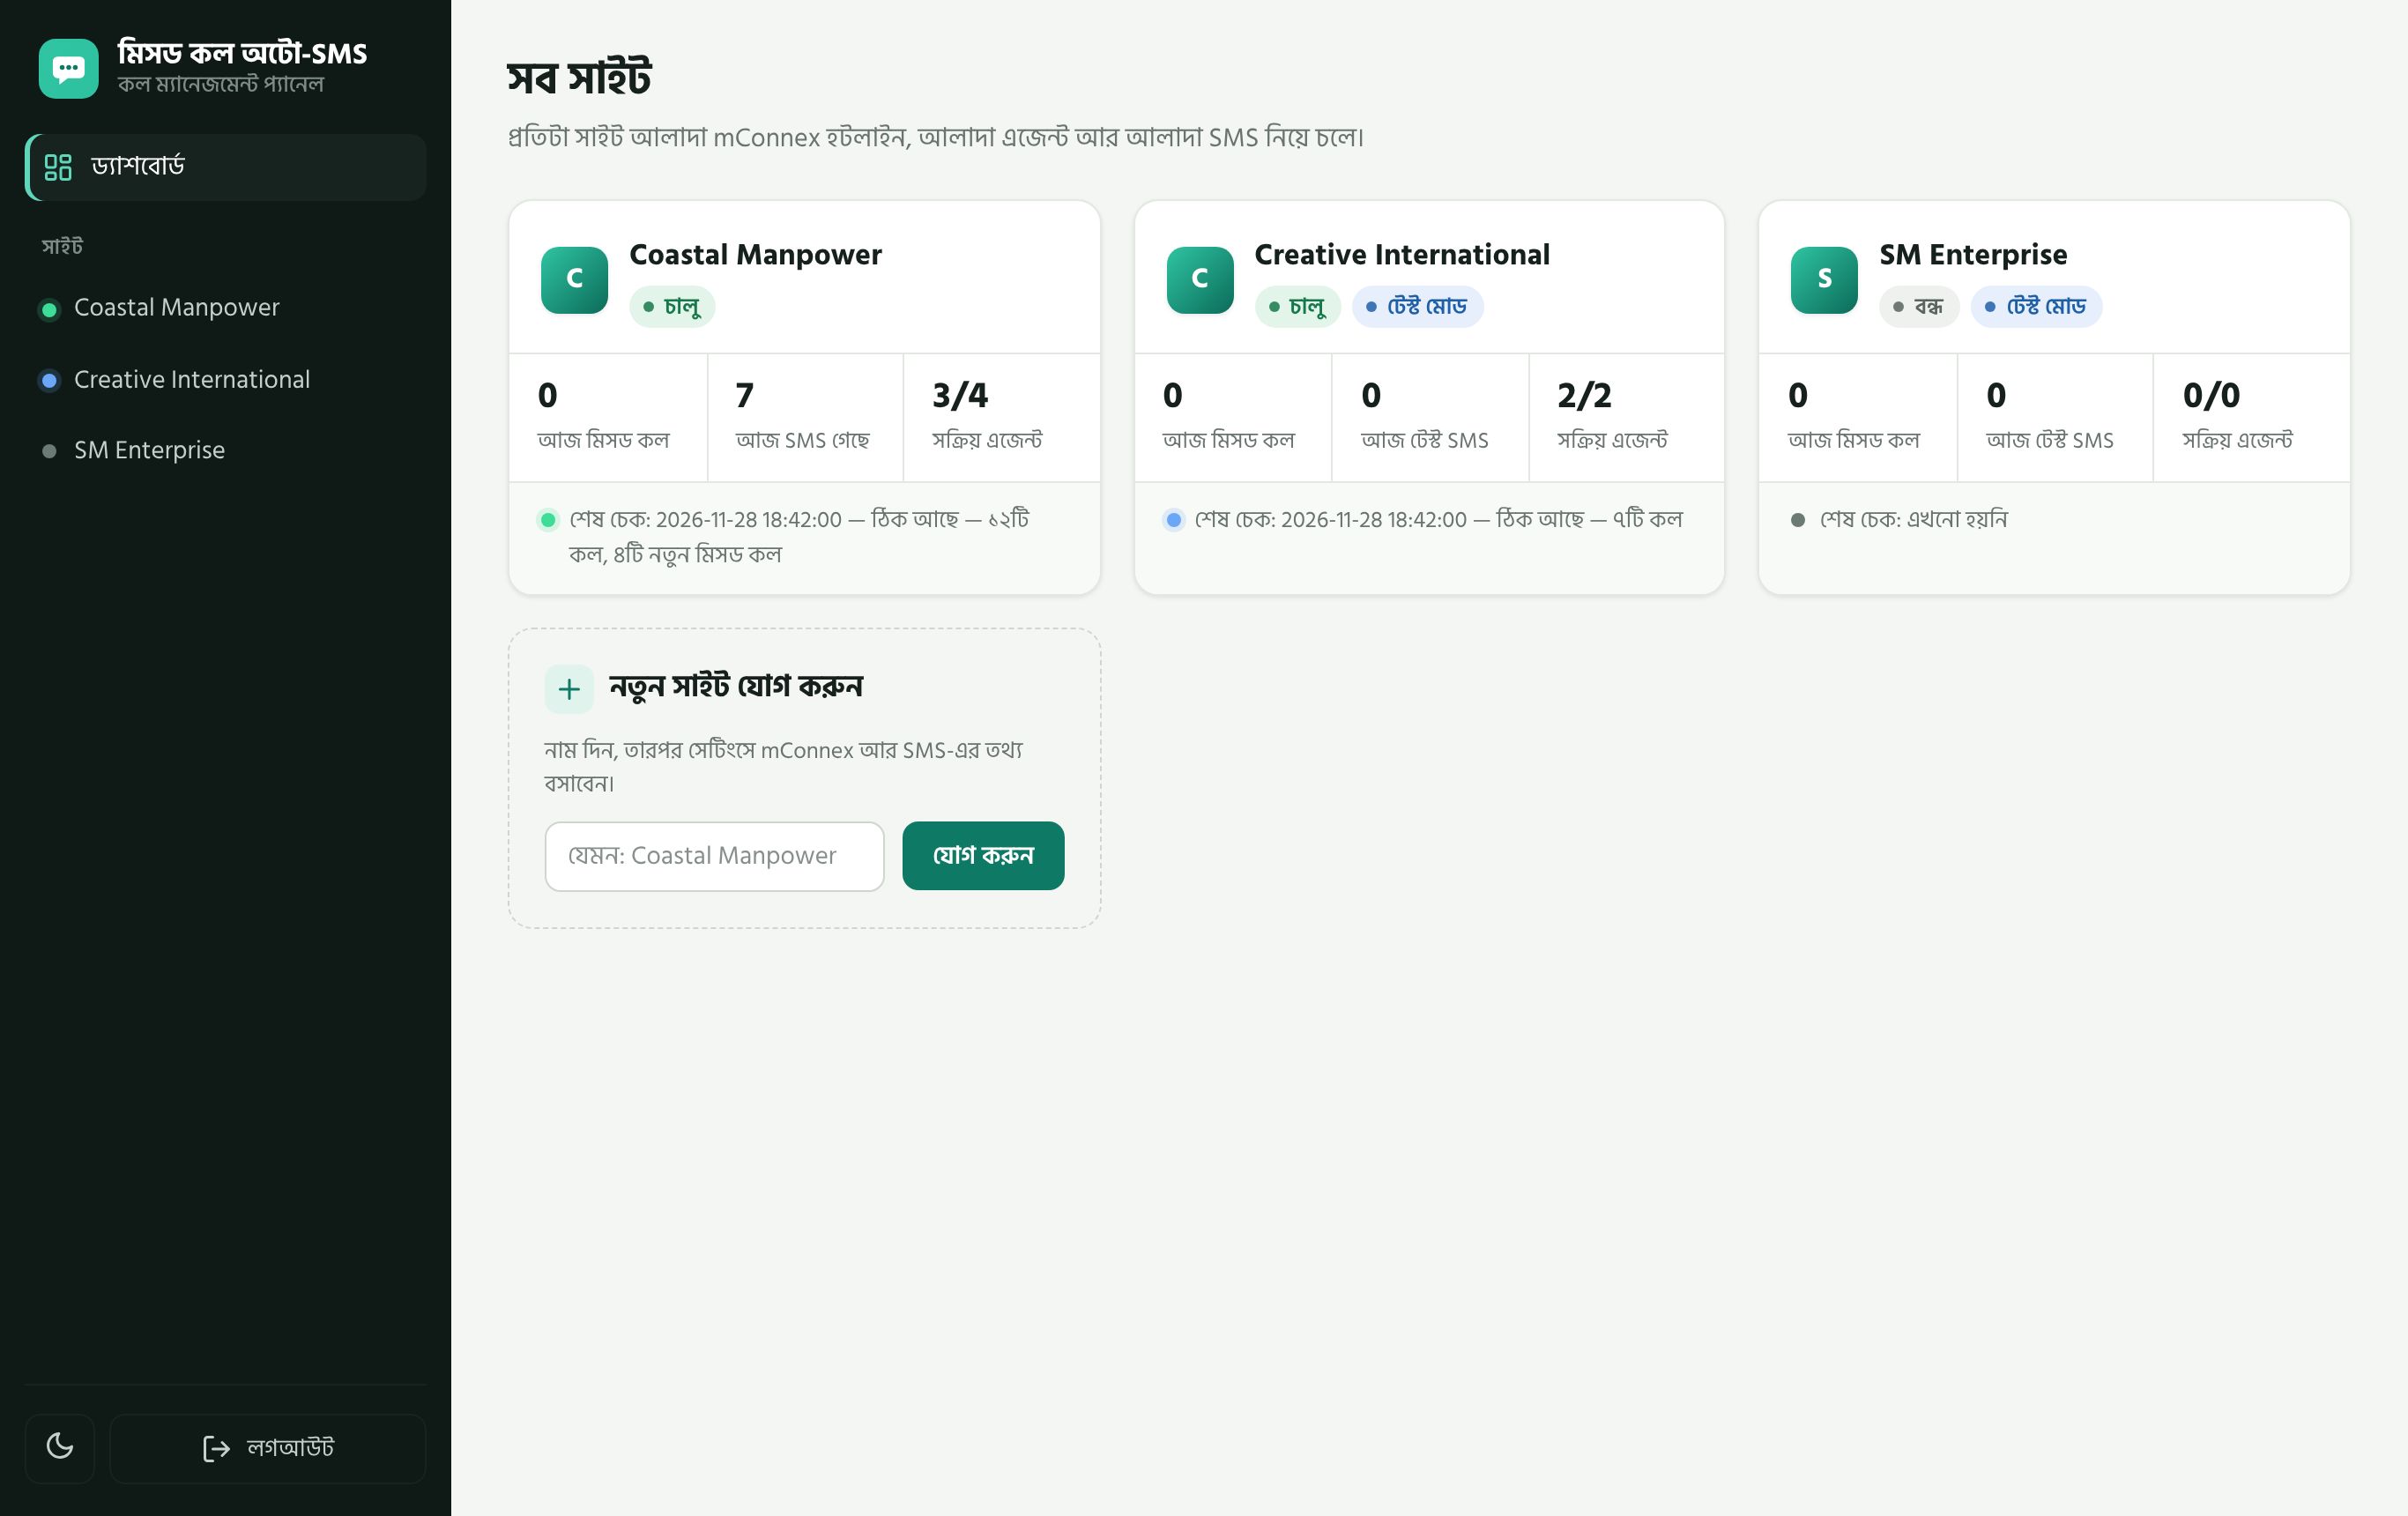 মিসড কল অটো-SMS
কল ম্যানেজমেন্ট প্যানেল
ড্যাশবোর্ড
সাইট
Coastal Manpower
Creative International
SM Enterprise
লগআউট
সব সাইট
প্রতিটা সাইট আলাদা mConnex হটলাইন, আলাদা এজেন্ট আর আলাদা SMS নিয়ে চলে।
C
Coastal Manpower
চালু
0
আজ মিসড কল
7
আজ SMS গেছে
3/4
সক্রিয় এজেন্ট
শেষ চেক: 2026-11-28 18:42:00 — ঠিক আছে — ১২টি
কল, ৪টি নতুন মিসড কল
C
Creative International
চালু
টেস্ট মোড
0
আজ মিসড কল
0
আজ টেস্ট SMS
2/2
সক্রিয় এজেন্ট
শেষ চেক: 2026-11-28 18:42:00 — ঠিক আছে — ৭টি কল
S
SM Enterprise
বন্ধ
টেস্ট মোড
0
আজ মিসড কল
0
আজ টেস্ট SMS
0/0
সক্রিয় এজেন্ট
শেষ চেক: এখনো হয়নি
নতুন সাইট যোগ করুন
নাম দিন, তারপর সেটিংসে mConnex আর SMS-এর তথ্য
বসাবেন।
যেমন: Coastal Manpower
যোগ করুন